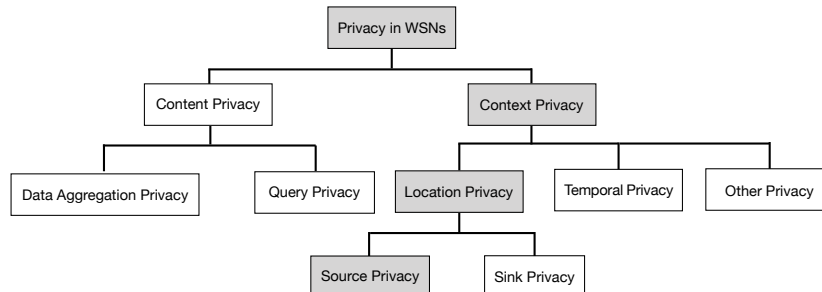 Privacy in WSNs
Content Privacy
Context Privacy
Data Aggregation Privacy
Query Privacy
Location Privacy
Temporal Privacy
Other Privacy
Source Privacy
Sink Privacy